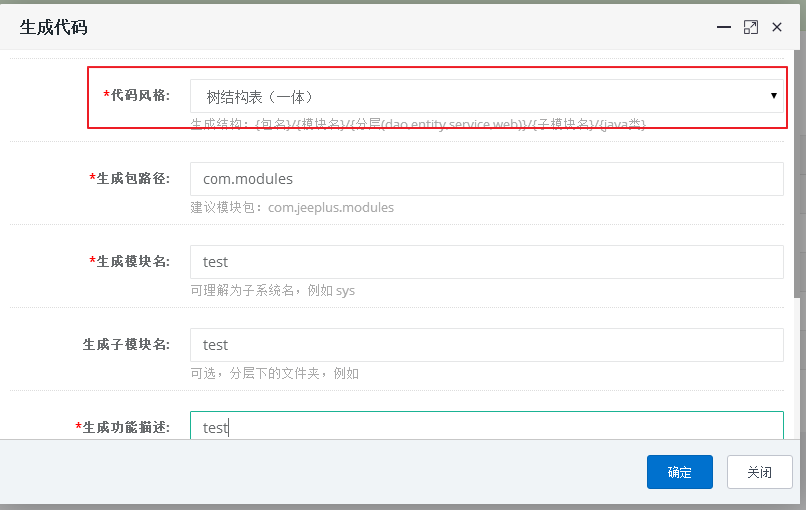 生成代码
*代码风格: 树结构表（一体）
生成结构：{包名}/{模块名}/{分层(dao,entity,service,web)}/{子模块名}/{java类}
*生成包路径: com.modules
建议模块包：com.jeeplus.modules
*生成模块名: test
可理解为子系统名，例如 sys
生成子模块名: test
可选，分层下的文件夹，例如
*生成功能描述: test
确定 关闭